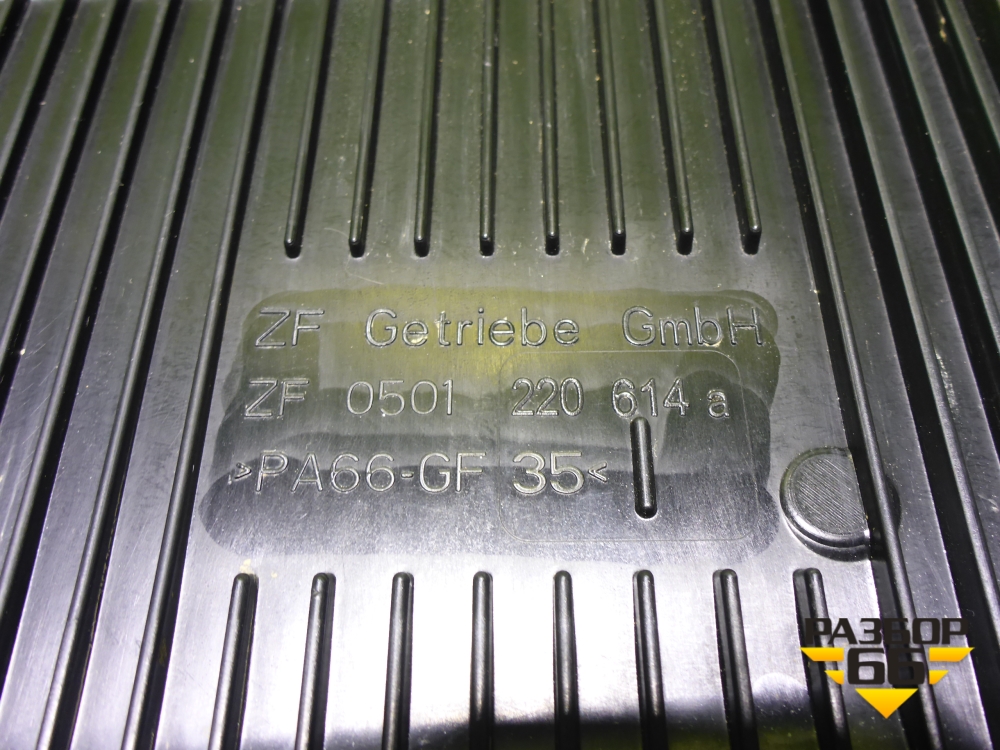 ZF Getriebe GmbH
ZF 0501 220 614 a
>PA66-GF 35<
РАЗБОР
66